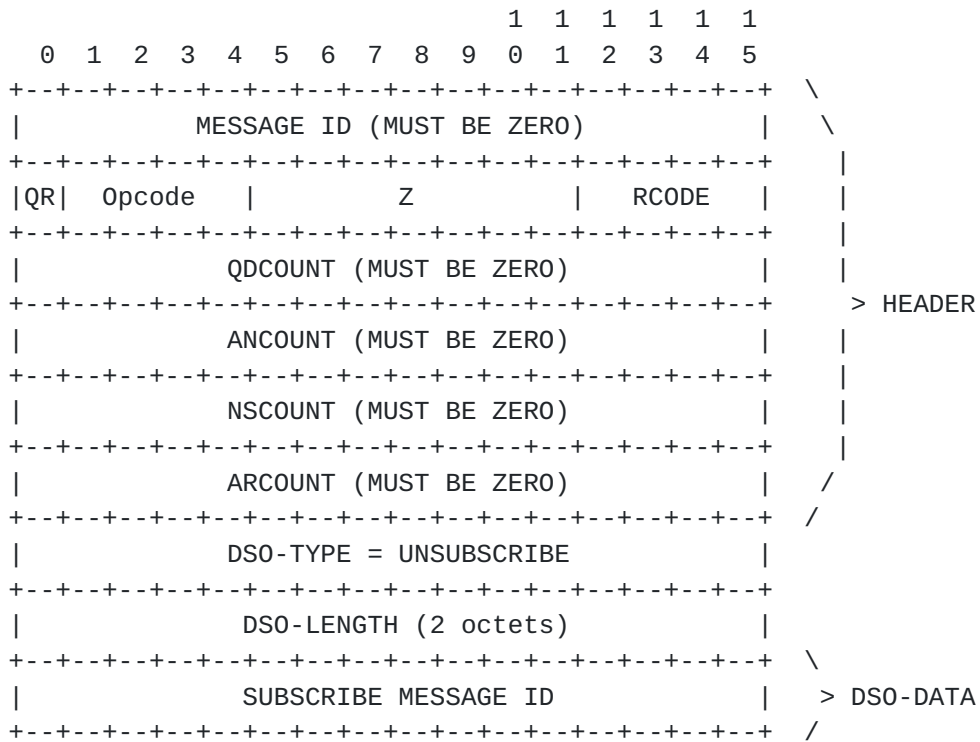 1  1  1  1  1  1
   0  1  2  3  4  5  6  7  8  9  0  1  2  3  4  5
 +--+--+--+--+--+--+--+--+--+--+--+--+--+--+--+--+  \
 |            MESSAGE ID (MUST BE ZERO)           |   \
 +--+--+--+--+--+--+--+--+--+--+--+--+--+--+--+--+    |
 |QR|  Opcode   |         Z          |   RCODE   |    |
 +--+--+--+--+--+--+--+--+--+--+--+--+--+--+--+--+    |
 |              QDCOUNT (MUST BE ZERO)            |    |
 +--+--+--+--+--+--+--+--+--+--+--+--+--+--+--+--+     > HEADER
 |              ANCOUNT (MUST BE ZERO)            |    |
 +--+--+--+--+--+--+--+--+--+--+--+--+--+--+--+--+    |
 |              NSCOUNT (MUST BE ZERO)            |    |
 +--+--+--+--+--+--+--+--+--+--+--+--+--+--+--+--+    |
 |              ARCOUNT (MUST BE ZERO)            |   /
 +--+--+--+--+--+--+--+--+--+--+--+--+--+--+--+--+  /
 |              DSO-TYPE = UNSUBSCRIBE            |
 +--+--+--+--+--+--+--+--+--+--+--+--+--+--+--+--+
 |               DSO-LENGTH (2 octets)            |
 +--+--+--+--+--+--+--+--+--+--+--+--+--+--+--+--+  \
 |               SUBSCRIBE MESSAGE ID             |   > DSO-DATA
 +--+--+--+--+--+--+--+--+--+--+--+--+--+--+--+--+  /